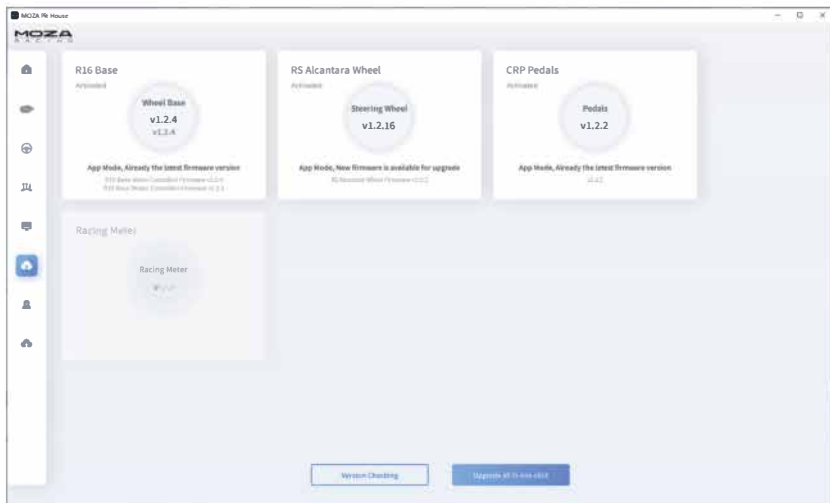 MOZA Pit House
MOZA
RACING
R16 Base
Activated
Wheel Base
v1.2.4
v1.2.4
App Mode, Already the latest firmware version
RS Alcantara Wheel
Activated
Steering Wheel
v1.2.16
App Mode, New firmware is available for upgrade
CRP Pedals
Activated
Pedals
v1.2.2
App Mode, Already the latest firmware version
Racing Meter
Racing Meter
Version Checking
Upgrade all in one click